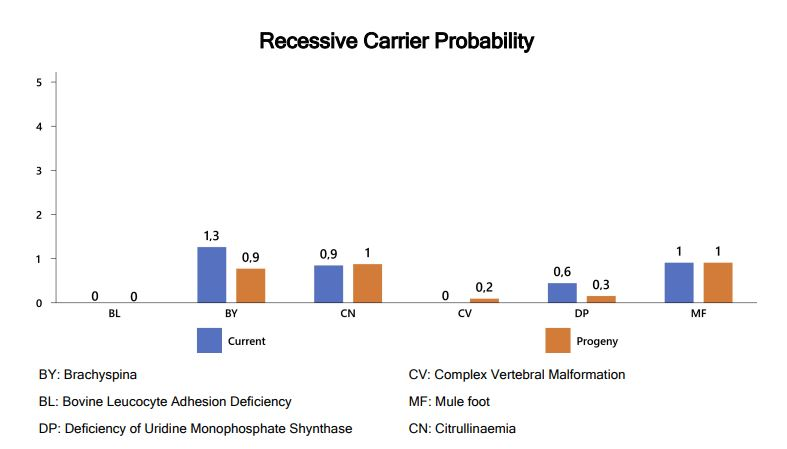 Recessive Carrier Probability
5
4
3
2
1
0
0 0 1,3 0,9 0,9 1 0 0,2 0,6 0,3 1 1
BL BY CN CV DP MF
Current Progeny
BY: Brachyspina CV: Complex Vertebral Malformation
BL: Bovine Leucocyte Adhesion Deficiency MF: Mule foot
DP: Deficiency of Uridine Monophosphate Shynthase CN: Citrullinaemia